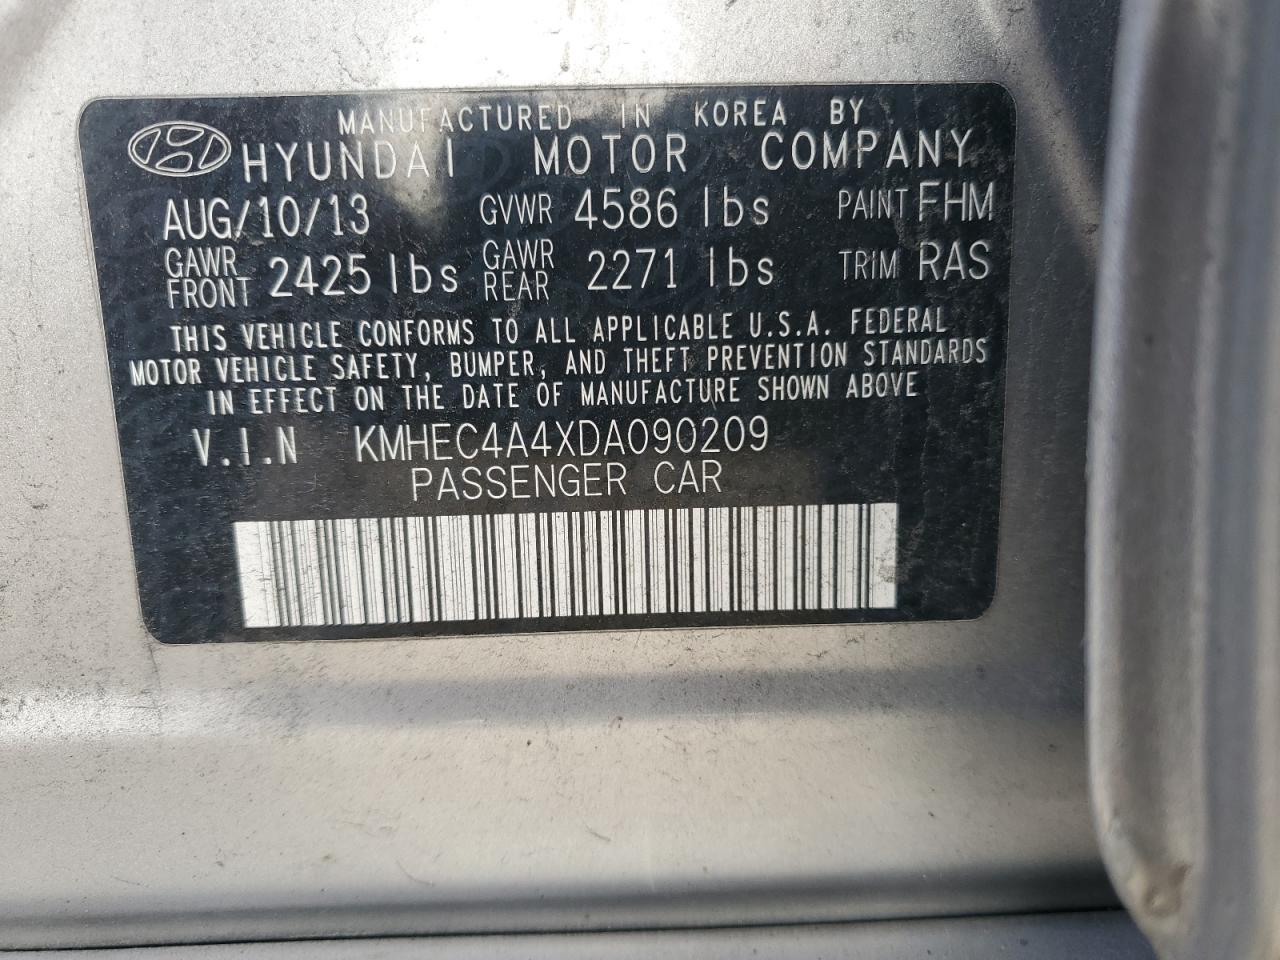 MANUFACTURED IN KOREA BY
HYUNDAI MOTOR COMPANY
AUG/10/13 GVWR 4586 lbs PAINT FHM
GAWR FRONT 2425 lbs GAWR REAR 2271 lbs TRIM RAS
THIS VEHICLE CONFORMS TO ALL APPLICABLE U.S.A. FEDERAL
MOTOR VEHICLE SAFETY, BUMPER, AND THEFT PREVENTION STANDARDS
IN EFFECT ON THE DATE OF MANUFACTURE SHOWN ABOVE
V.I.N KMHEC4A4XDA090209
PASSENGER CAR